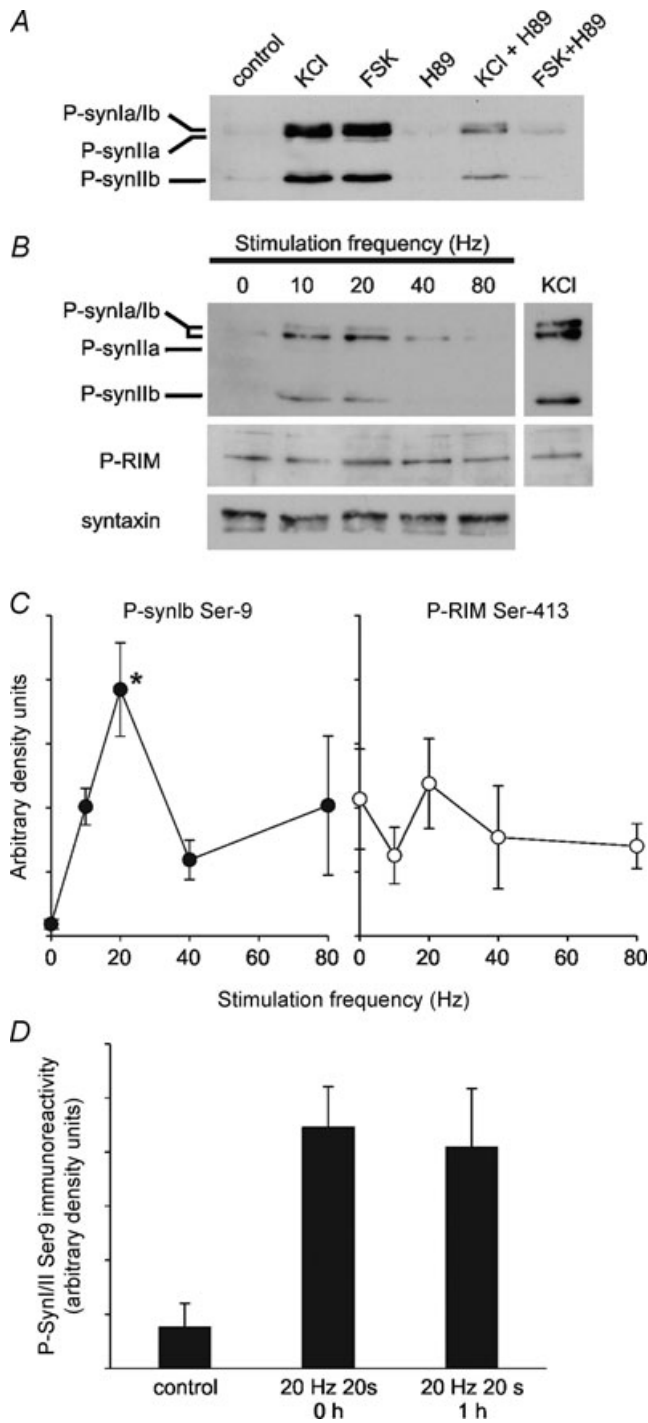 A
control KCl FSK H89 KCl + H89 FSK+H89
P-synIa/Ib
P-synIIa
P-synIIb
B
Stimulation frequency (Hz)
0 10 20 40 80 KCl
P-synIa/Ib
P-synIIa
P-synIIb
P-RIM
syntaxin
C
P-synIb Ser-9 P-RIM Ser-413
Arbitrary density units
*
0 20 40 60 80 0 20 40 60 80
Stimulation frequency (Hz)
D
P-SynI/II Ser9 immunoreactivity
(arbitrary density units)
control 20 Hz 20s 20 Hz 20 s
0 h 1 h